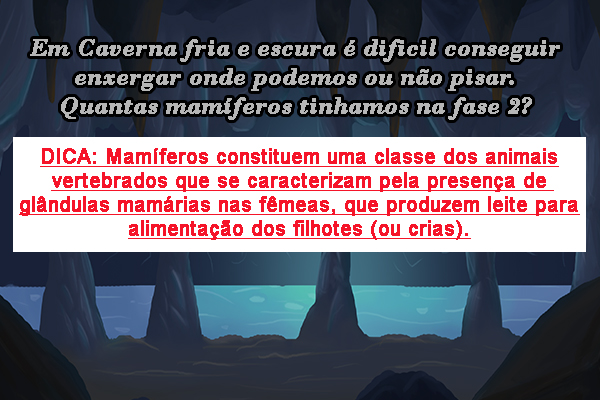 Em Caverna fria e escura é dificil conseguir
enxergar onde podemos ou não pisar.
Quantas mamíferos tinhamos na fase 2?
DICA: Mamíferos constituem uma classe dos animais
vertebrados que se caracterizam pela presença de
glândulas mamárias nas fêmeas, que produzem leite para
alimentação dos filhotes (ou crias).